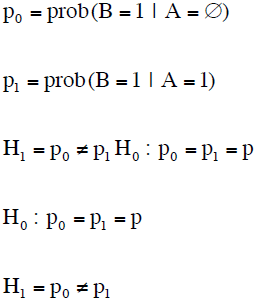 p₀ = prob(B = 1 | A = ∅)
p₁ = prob(B = 1 | A = 1)
H₁ = p₀ ≠ p₁ H₀ : p₀ = p₁ = p
H₀ : p₀ = p₁ = p
H₁ = p₀ ≠ p₁